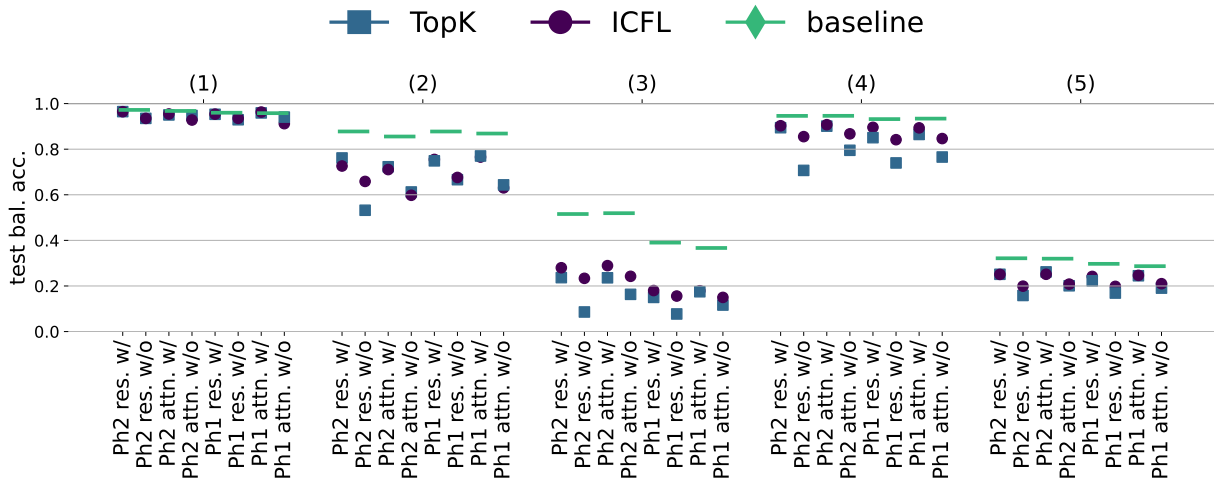 TopK ICFL baseline
(1) (2) (3) (4) (5)
test bal. acc.
1.0
0.8
0.6
0.4
0.2
0.0
Ph2 res. w/
Ph2 res. w/o
Ph2 attn. w/
Ph2 attn. w/o
Ph1 res. w/
Ph1 res. w/o
Ph1 attn. w/
Ph1 attn. w/o
Ph2 res. w/
Ph2 res. w/o
Ph2 attn. w/
Ph2 attn. w/o
Ph1 res. w/
Ph1 res. w/o
Ph1 attn. w/
Ph1 attn. w/o
Ph2 res. w/
Ph2 res. w/o
Ph2 attn. w/
Ph2 attn. w/o
Ph1 res. w/
Ph1 res. w/o
Ph1 attn. w/
Ph1 attn. w/o
Ph2 res. w/
Ph2 res. w/o
Ph2 attn. w/
Ph2 attn. w/o
Ph1 res. w/
Ph1 res. w/o
Ph1 attn. w/
Ph1 attn. w/o
Ph2 res. w/
Ph2 res. w/o
Ph2 attn. w/
Ph2 attn. w/o
Ph1 res. w/
Ph1 res. w/o
Ph1 attn. w/
Ph1 attn. w/o